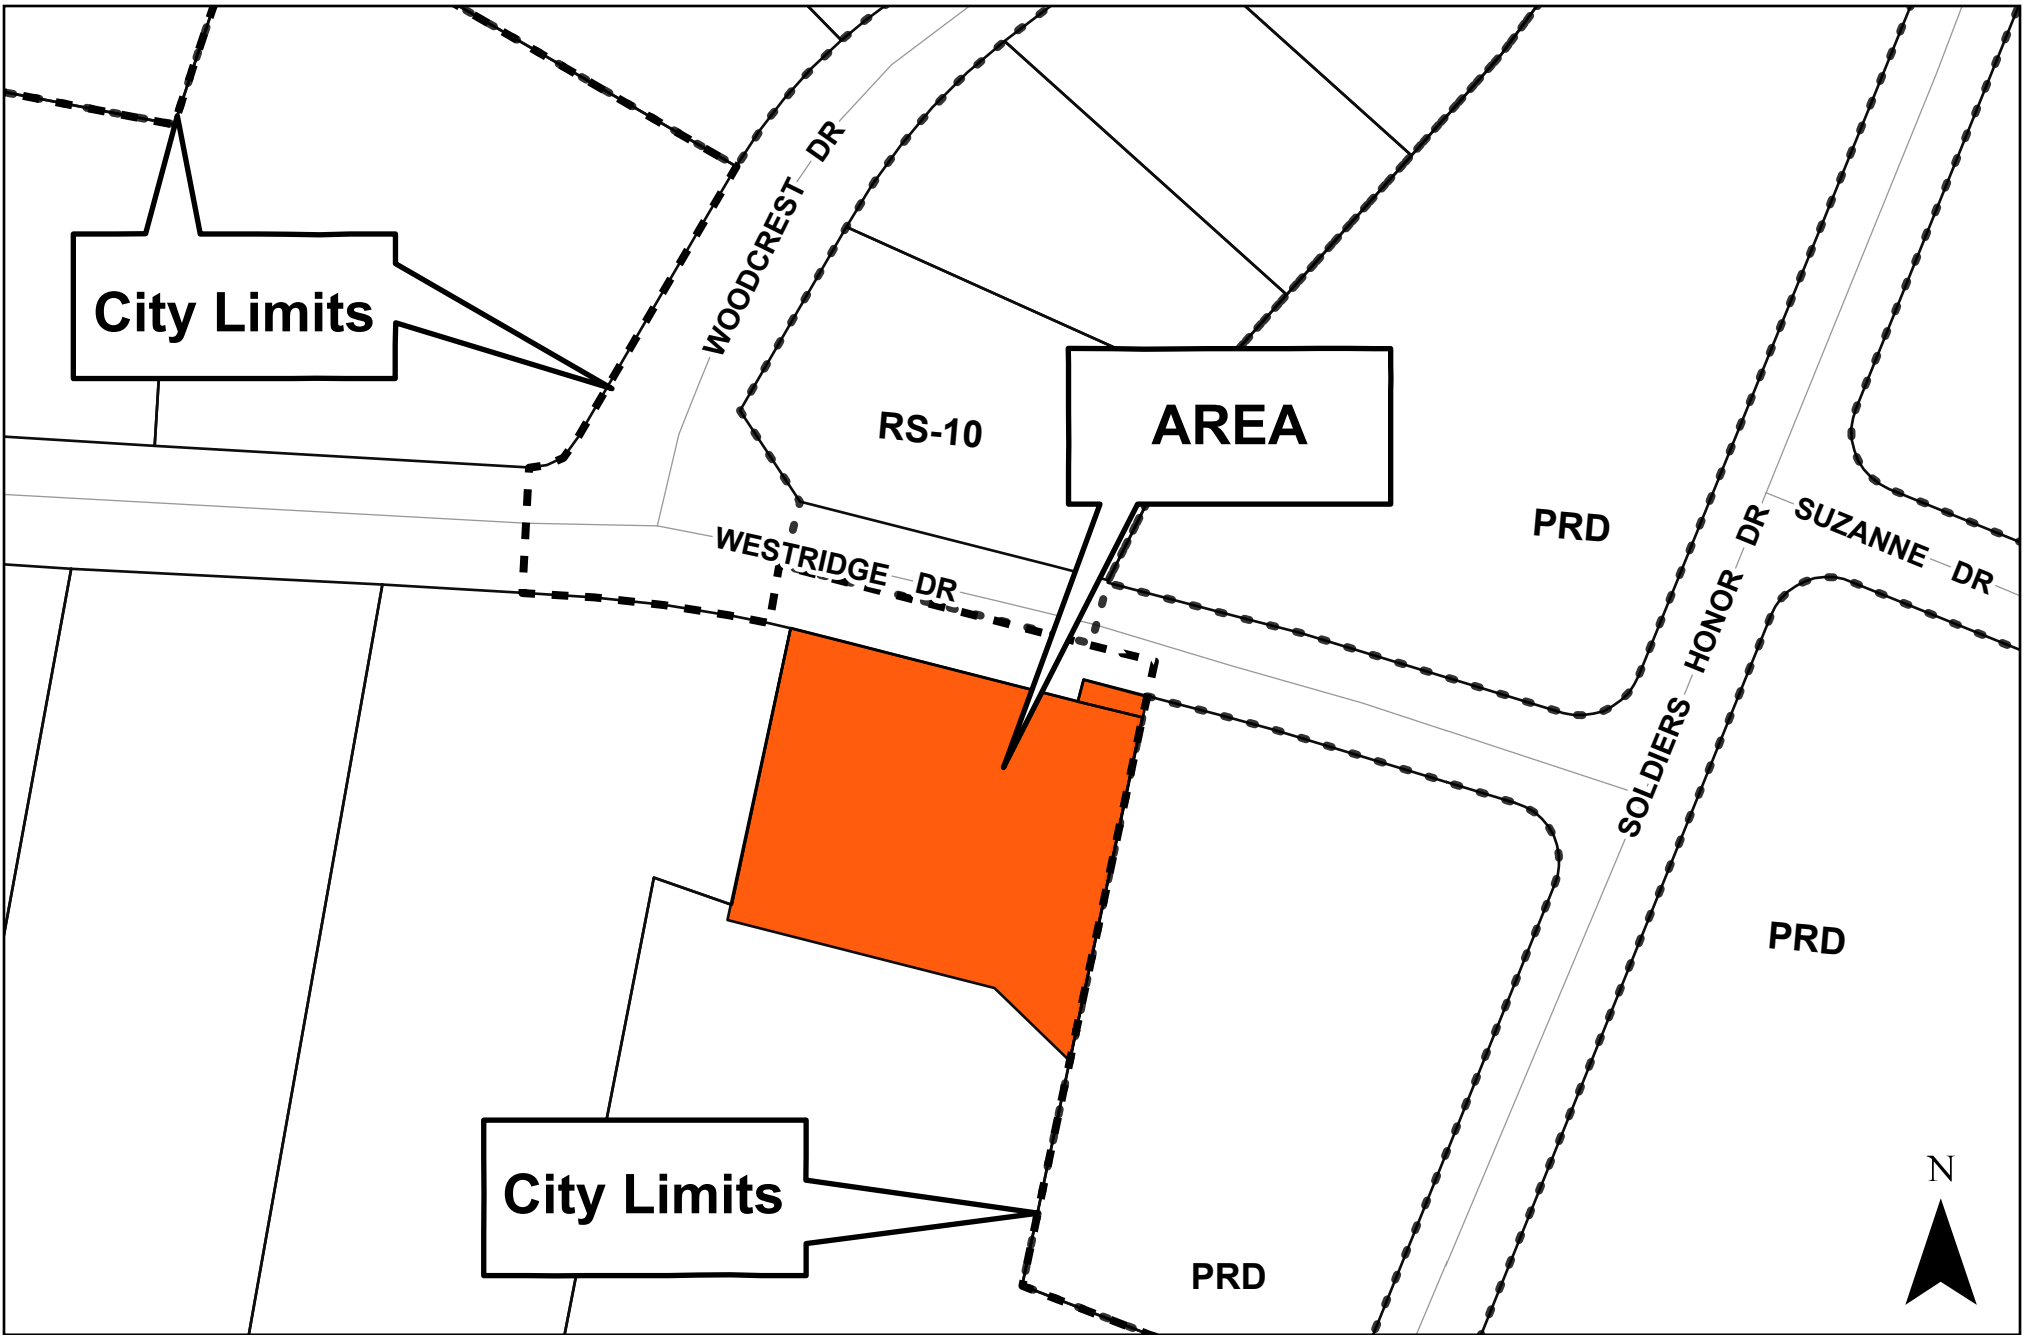 WOODCREST DR
City Limits
AREA
RS-10
PRD
WESTRIDGE DR
SUZANNE DR
SOLDIERS HONOR DR
PRD
City Limits
PRD
N